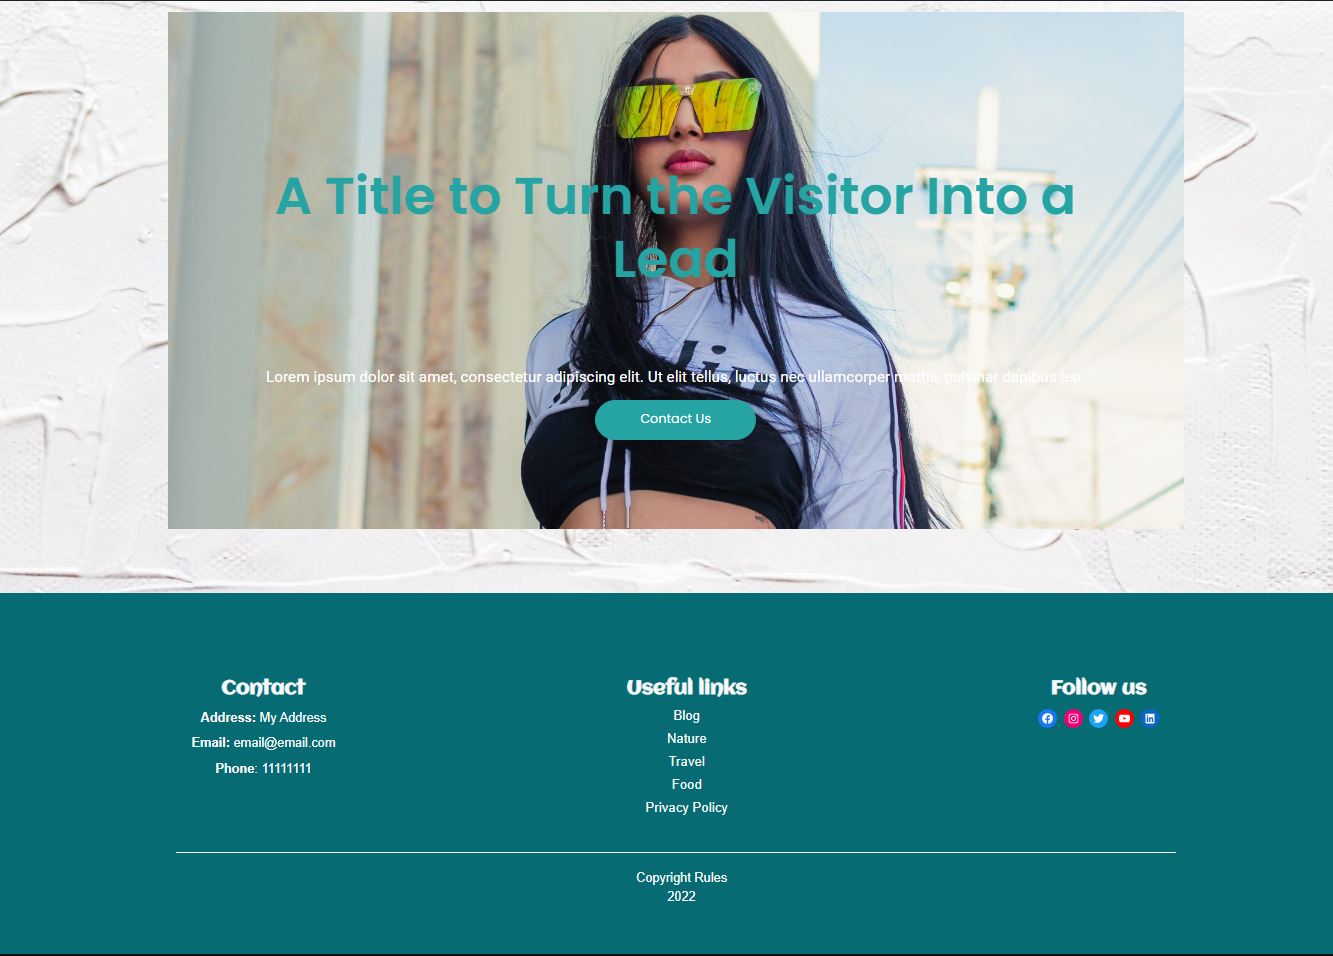 A Title to Turn the Visitor Into a
Lead
Lorem ipsum dolor sit amet, consectetur adipiscing elit. Ut elit tellus, luctus nec ullamcorper mattis, pulvinar dapibus leo.
Contact Us
Contact
Useful links
Follow us
Address: My Address
Email: email@email.com
Phone: 11111111
Blog
Nature
Travel
Food
Privacy Policy
Copyright Rules
2022